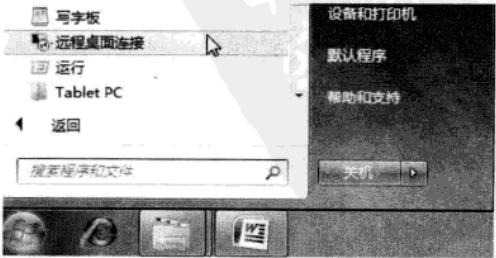 写字板
远程桌面连接
运行
Tablet PC
返回
搜索程序和文件
设备和打印机
默认程序
帮助和支持
关机